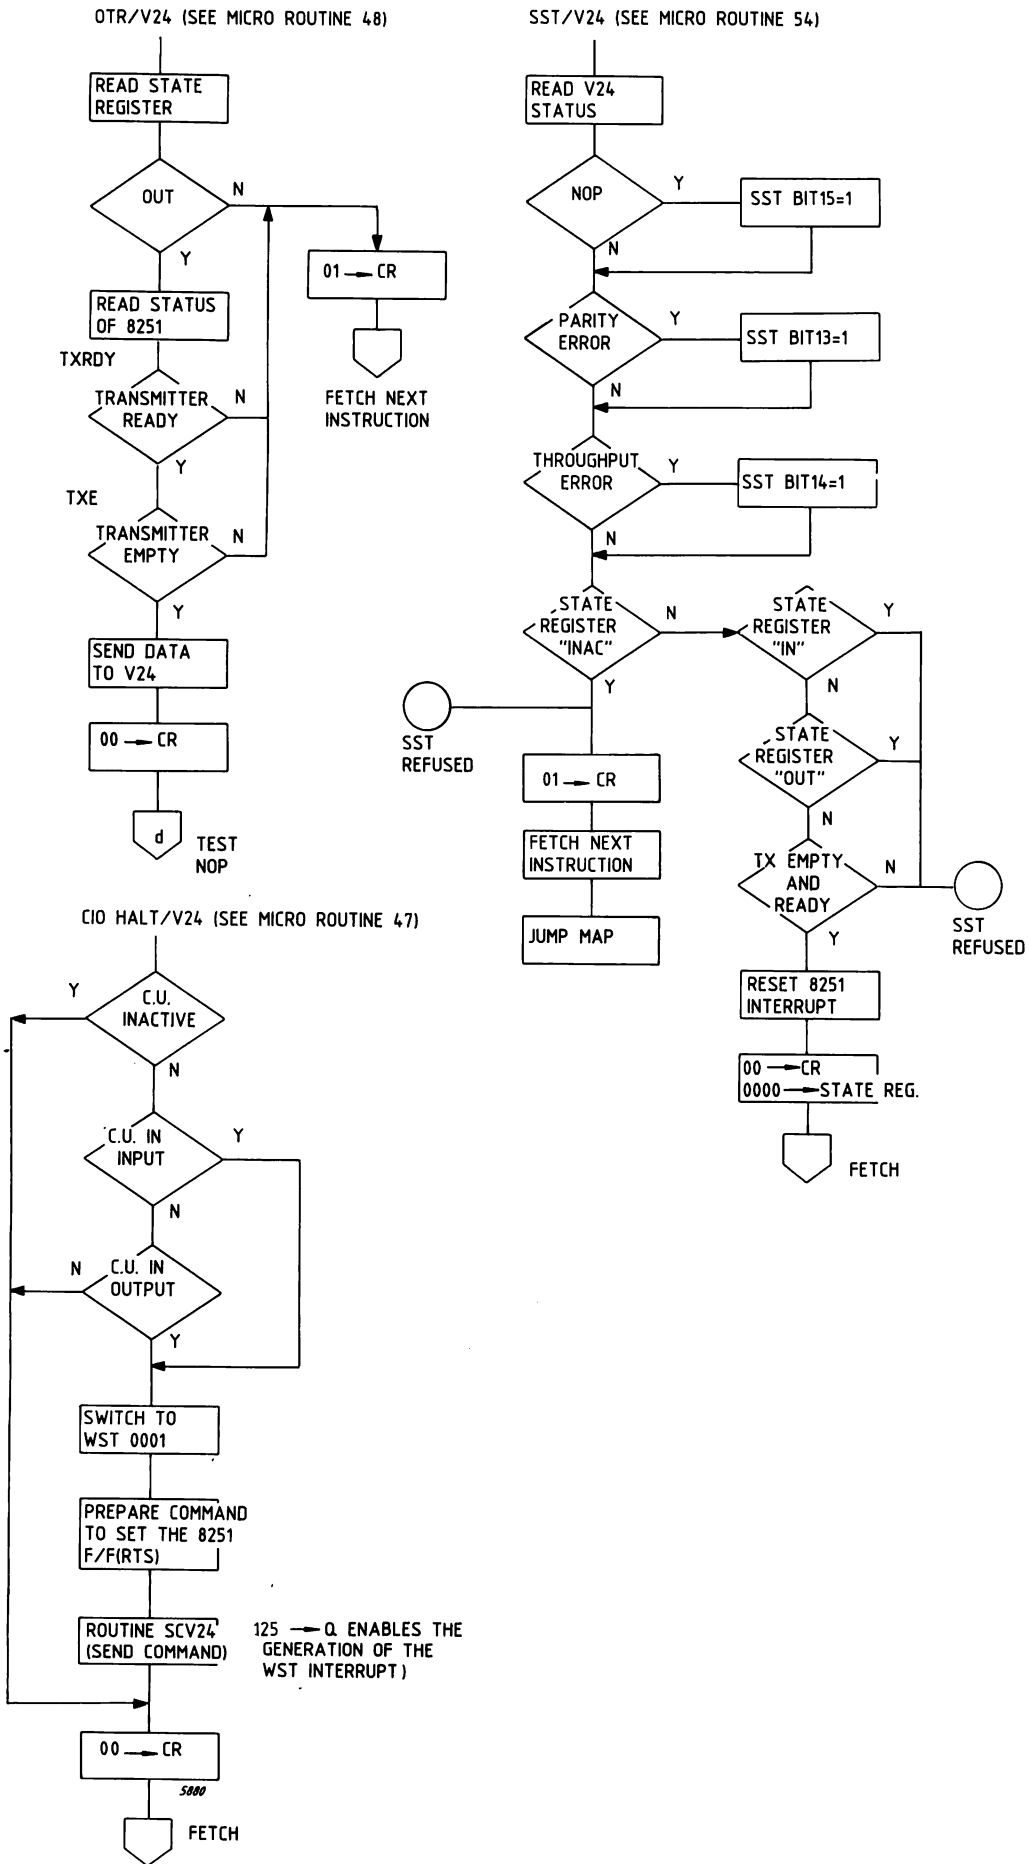 OTR/V24 (SEE MICRO ROUTINE 48)
READ STATE
REGISTER
OUT
N
Y
01 → CR
FETCH NEXT
INSTRUCTION
READ STATUS
OF 8251
TXRDY
TRANSMITTER
READY
N
Y
TXE
TRANSMITTER
EMPTY
N
Y
SEND DATA
TO V24
00 → CR
d
TEST
NOP
SST/V24 (SEE MICRO ROUTINE 54)
READ V24
STATUS
NOP
Y
SST BIT15=1
N
PARITY
ERROR
Y
SST BIT13=1
N
THROUGHPUT
ERROR
Y
SST BIT14=1
N
STATE
REGISTER
"INAC"
N
Y
STATE
REGISTER
"IN"
Y
N
SST
REFUSED
STATE
REGISTER
"OUT"
Y
N
01 → CR
FETCH NEXT
INSTRUCTION
JUMP MAP
TX EMPTY
AND
READY
N
Y
SST
REFUSED
RESET 8251
INTERRUPT
00 → CR
0000 → STATE REG.
FETCH
CIO HALT/V24 (SEE MICRO ROUTINE 47)
Y
C.U.
INACTIVE
N
C.U. IN
INPUT
Y
N
C.U. IN
OUTPUT
N
Y
SWITCH TO
WST 0001
PREPARE COMMAND
TO SET THE 8251
F/F(RTS)
ROUTINE SCV24
(SEND COMMAND)
125 → Q ENABLES THE
GENERATION OF THE
WST INTERRUPT)
00 → CR
5880
FETCH